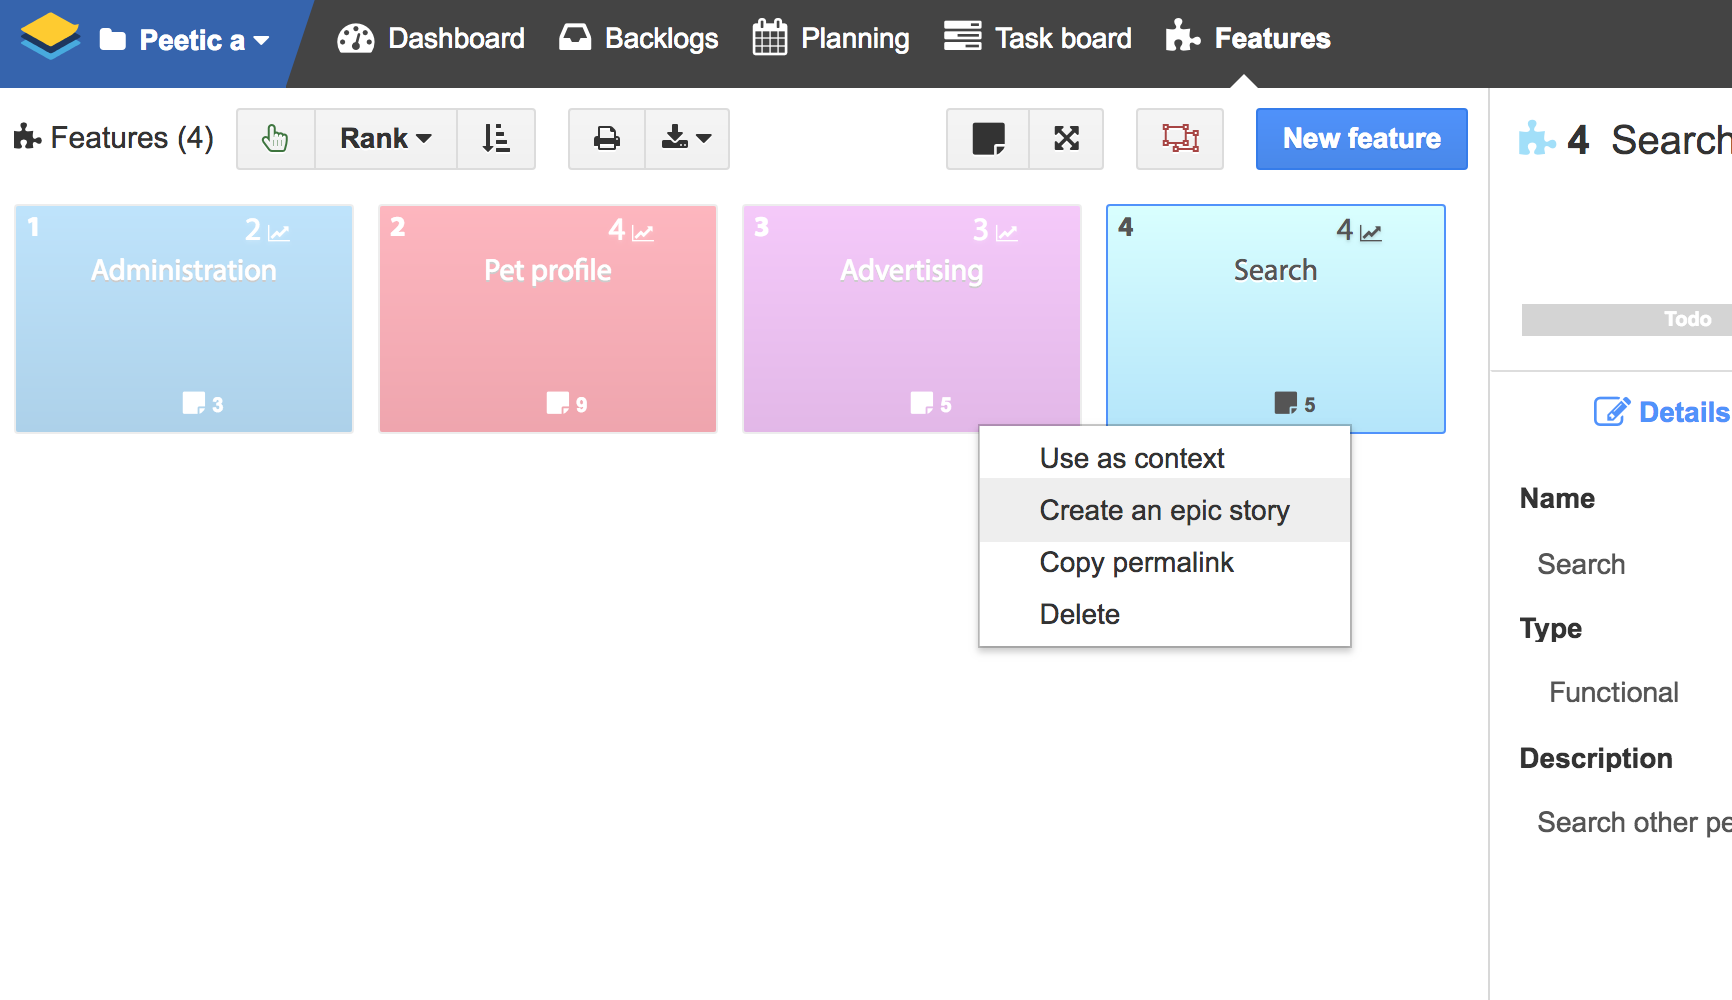 Peetic a
Dashboard
Backlogs
Planning
Task board
Features
Features (4)
Rank
New feature
4 Search
1 2
Administration
3
2 4
Pet profile
9
3 3
Advertising
5
4 4
Search
5
Use as context
Create an epic story
Copy permalink
Delete
Todo
Details
Name
Search
Type
Functional
Description
Search other pe